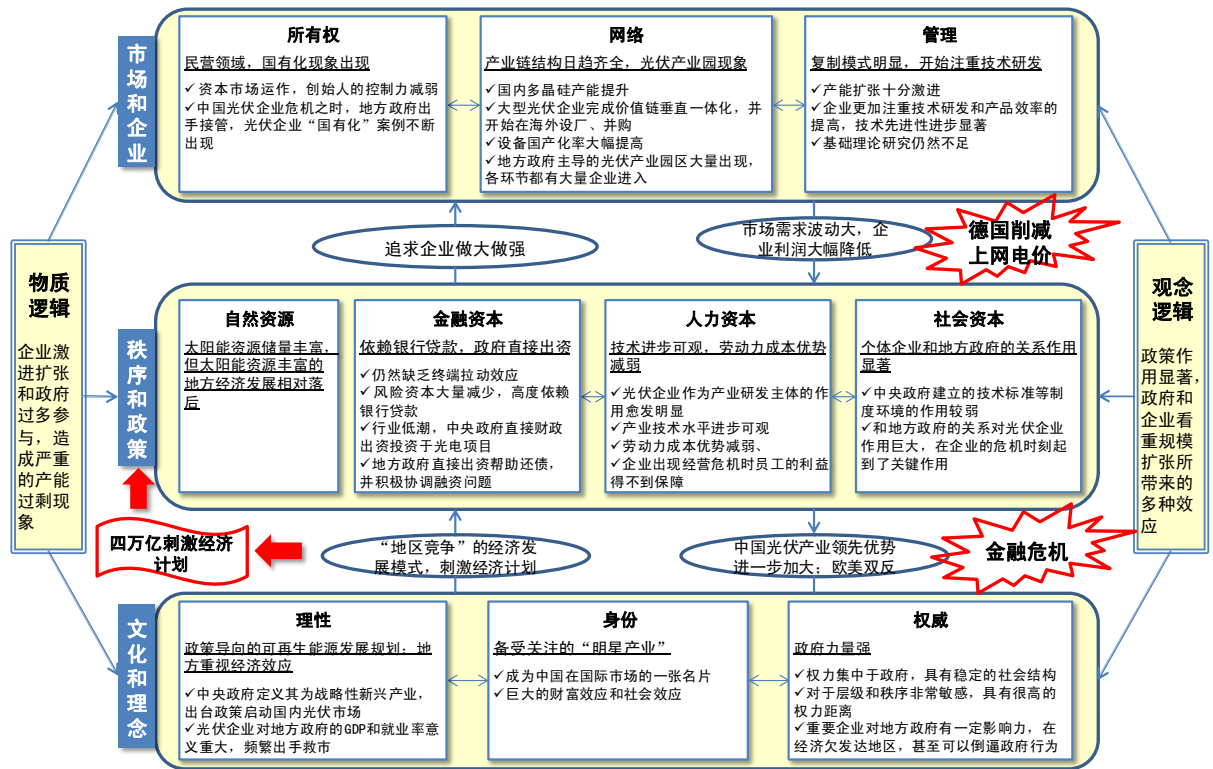 市场和企业
所有权
民营领域，国有化现象出现
✓资本市场运作，创始人的控制力减弱
✓中国光伏企业危机之时，地方政府出
手接管，光伏企业“国有化”案例不断
出现
网络
产业链结构日趋齐全，光伏产业园现象
✓国内多晶硅产能提升
✓大型光伏企业完成价值链垂直一体化，并
开始在海外设厂、并购
✓设备国产化率大幅提高
✓地方政府主导的光伏产业园区大量出现，
各环节都有大量企业进入
管理
复制模式明显，开始注重技术研发
✓产能扩张十分激进
✓企业更加注重技术研发和产品效率的
提高，技术先进性进步显著
✓基础理论研究仍然不足
追求企业做大做强
市场需求波动大，企
业利润大幅降低
德国削减
上网电价
物质
逻辑
企业激
进扩张
和政府
过多参
与，造
成严重
的产能
过剩现
象
观念
逻辑
政策作
用显著，
政府和
企业看
重规模
扩张所
带来的
多种效
应
秩序和政策
自然资源
太阳能资源储量丰富，
但太阳能资源丰富的
地方经济发展相对落
后
金融资本
依赖银行贷款，政府直接出资
✓仍然缺乏终端拉动效应
✓风险资本大量减少，高度依赖
银行贷款
✓行业低潮，中央政府直接财政
出资投资于光电项目
✓地方政府直接出资帮助还债，
并积极协调融资问题
人力资本
技术进步可观，劳动力成本优势
减弱
✓光伏企业作为产业研发主体的作
用愈发明显
✓产业技术水平进步可观
✓劳动力成本优势减弱、
✓企业出现经营危机时员工的利益
得不到保障
社会资本
个体企业和地方政府的关系作用
显著
✓中央政府建立的技术标准等制
度环境的作用较弱
✓和地方政府的关系对光伏企业
作用巨大，在企业的危机时刻起
到了关键作用
四万亿刺激经济
计划
“地区竞争”的经济发
展模式，刺激经济计划
中国光伏产业领先优势
进一步加大；欧美双反
金融危机
文化和理念
理性
政策导向的可再生能源发展规划；地
方重视经济效应
✓中央政府定义其为战略性新兴产业，
出台政策启动国内光伏市场
✓光伏企业对地方政府的GDP和就业率意
义重大，频繁出手救市
身份
备受关注的“明星产业”
✓成为中国在国际市场的一张名片
✓巨大的财富效应和社会效应
权威
政府力量强
✓权力集中于政府，具有稳定的社会结构
✓对于层级和秩序非常敏感，具有很高的
权力距离
✓重要企业对地方政府有一定影响力，在
经济欠发达地区，甚至可以倒逼政府行为